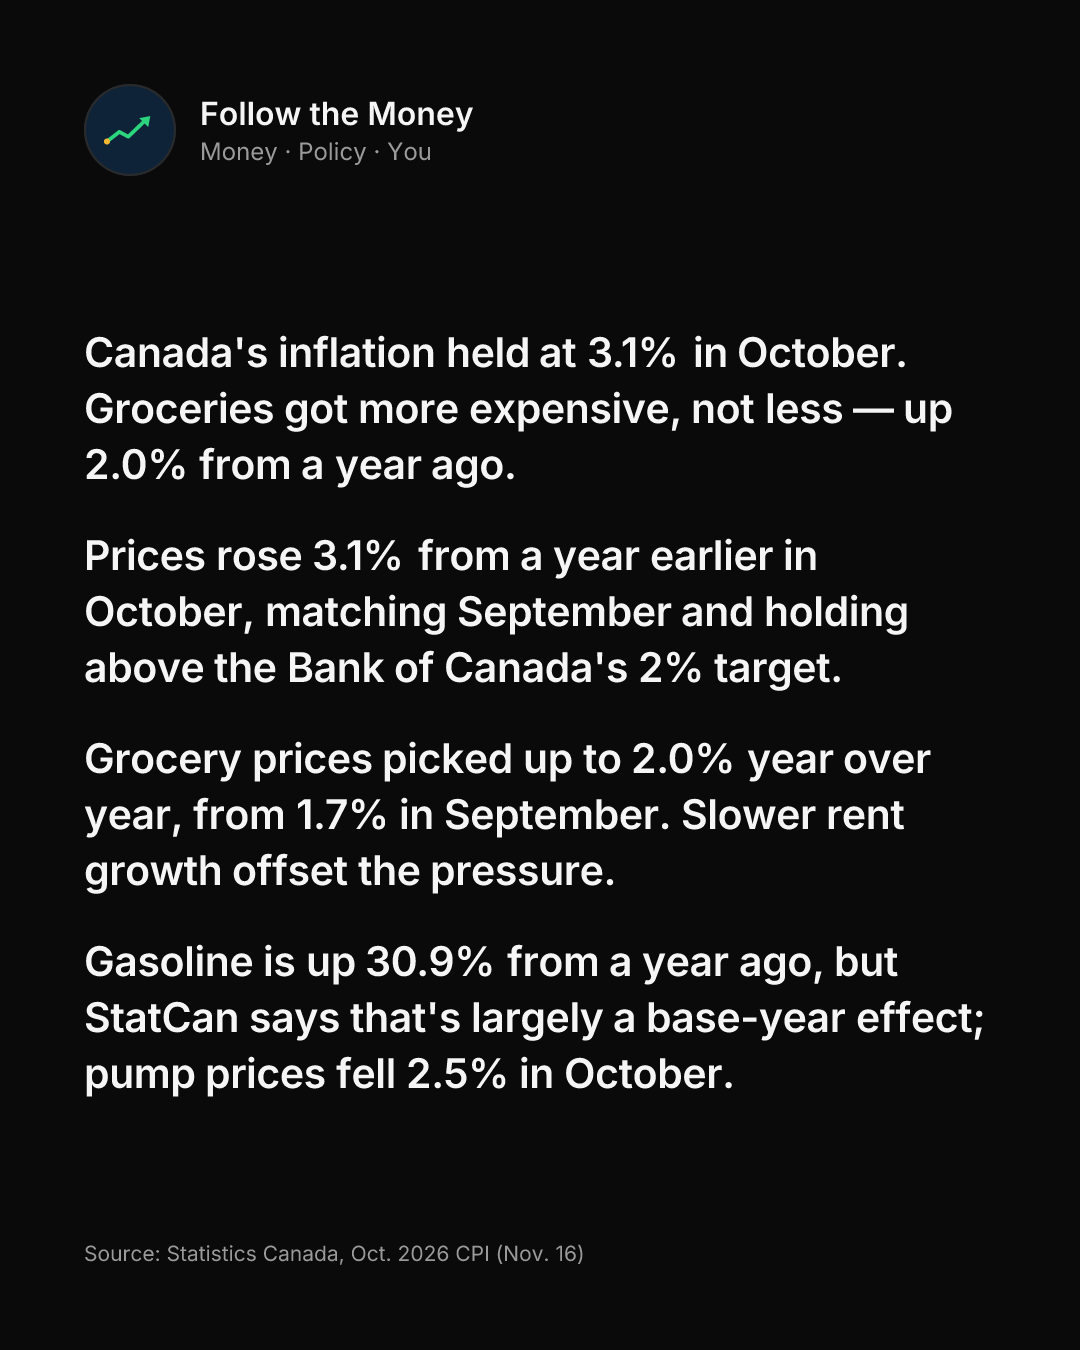 Follow the Money
Money · Policy · You
Canada's inflation held at 3.1% in October.
Groceries got more expensive, not less — up
2.0% from a year ago.
Prices rose 3.1% from a year earlier in
October, matching September and holding
above the Bank of Canada's 2% target.
Grocery prices picked up to 2.0% year over
year, from 1.7% in September. Slower rent
growth offset the pressure.
Gasoline is up 30.9% from a year ago, but
StatCan says that's largely a base-year effect;
pump prices fell 2.5% in October.
Source: Statistics Canada, Oct. 2026 CPI (Nov. 16)